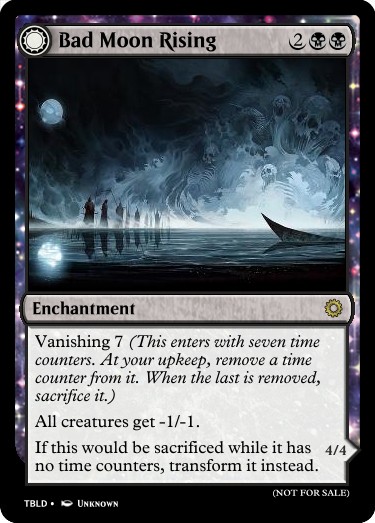 Bad Moon Rising 2
Enchantment
Vanishing 7 (This enters with seven time
counters. At your upkeep, remove a time
counter from it. When the last is removed,
sacrifice it.)
All creatures get -1/-1.
If this would be sacrificed while it has
no time counters, transform it instead.
4/4
(NOT FOR SALE)
TBLD • UNKNOWN